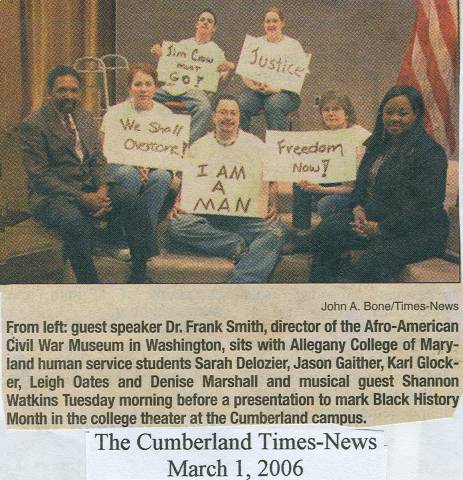 Jim Crow
must
GO!
Justice
We Shall
Overcome!
I AM
A
MAN
Freedom
Now!
John A. Bone/Times-News
From left: guest speaker Dr. Frank Smith, director of the Afro-American
Civil War Museum in Washington, sits with Allegany College of Mary-
land human service students Sarah Delozier, Jason Gaither, Karl Glock-
er, Leigh Oates and Denise Marshall and musical guest Shannon
Watkins Tuesday morning before a presentation to mark Black History
Month in the college theater at the Cumberland campus.
The Cumberland Times-News
March 1, 2006